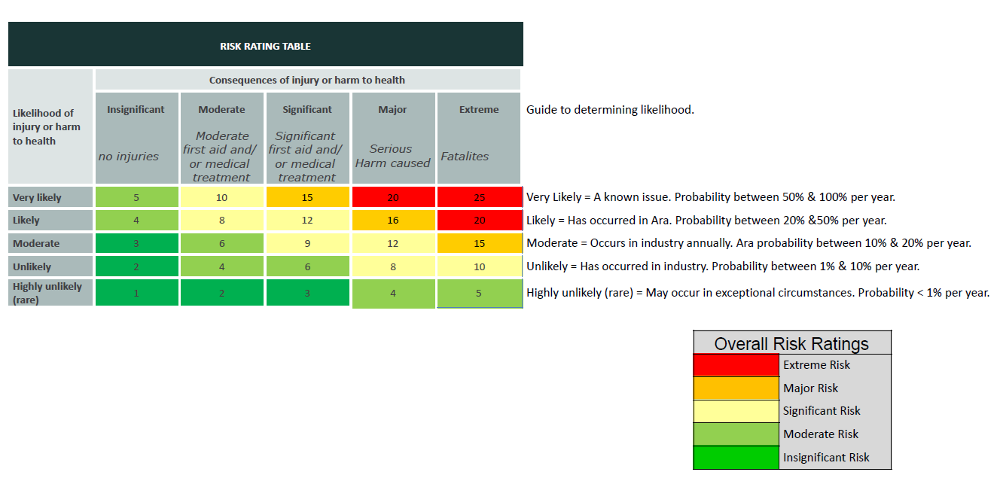 RISK RATING TABLE
Consequences of injury or harm to health
Likelihood of
injury or harm
to health
Insignificant
no injuries
Moderate
Moderate
first aid and/
or medical
treatment
Significant
Significant
first aid and/
or medical
treatment
Major
Serious
Harm caused
Extreme
Fatalites
Guide to determining likelihood.
Very likely 5 10 15 20 25 Very Likely = A known issue. Probability between 50% & 100% per year.
Likely 4 8 12 16 20 Likely = Has occurred in Ara. Probability between 20% &50% per year.
Moderate 3 6 9 12 15 Moderate = Occurs in industry annually. Ara probability between 10% & 20% per year.
Unlikely 2 4 6 8 10 Unlikely = Has occurred in industry. Probability between 1% & 10% per year.
Highly unlikely
(rare) 1 2 3 4 5 Highly unlikely (rare) = May occur in exceptional circumstances. Probability < 1% per year.
Overall Risk Ratings
Extreme Risk
Major Risk
Significant Risk
Moderate Risk
Insignificant Risk